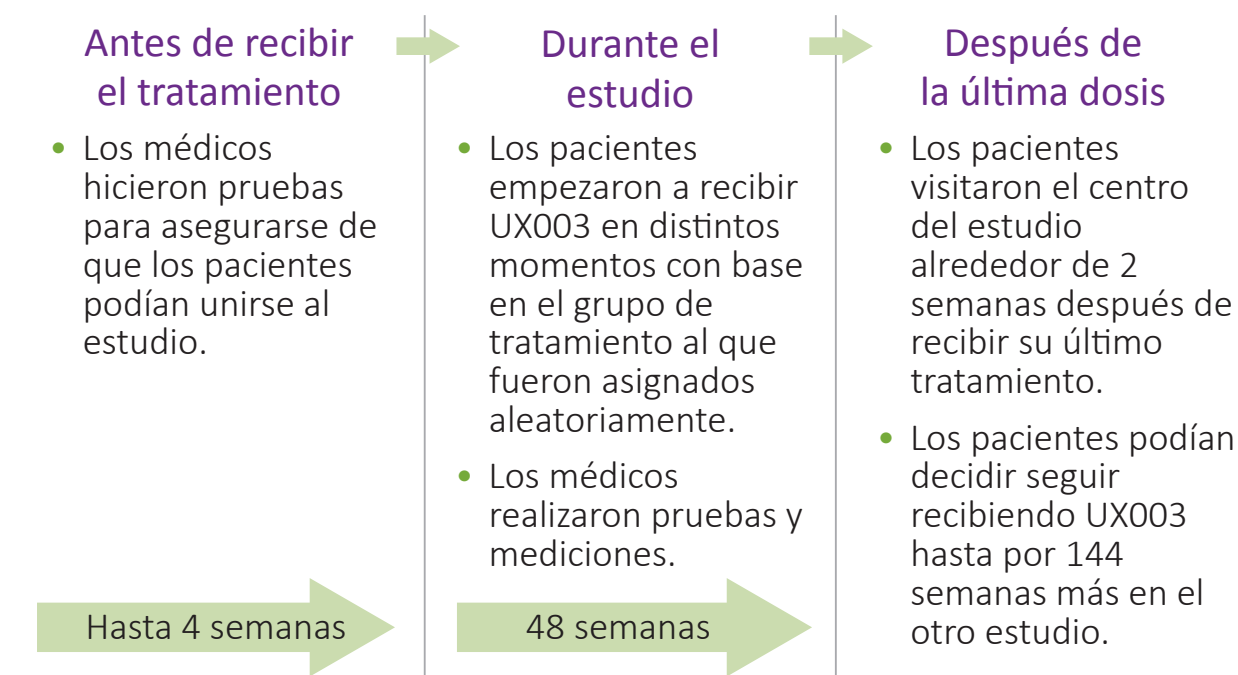 Antes de recibir
el tratamiento
• Los médicos
hicieron pruebas
para asegurarse de
que los pacientes
podían unirse al
estudio.
Hasta 4 semanas
Durante el
estudio
• Los pacientes
empezaron a recibir
UX003 en distintos
momentos con base
en el grupo de
tratamiento al que
fueron asignados
aleatoriamente.
• Los médicos
realizaron pruebas y
mediciones.
48 semanas
Después de
la última dosis
• Los pacientes
visitaron el centro
del estudio
alrededor de 2
semanas después de
recibir su último
tratamiento.
• Los pacientes podían
decidir seguir
recibiendo UX003
hasta por 144
semanas más en el
otro estudio.